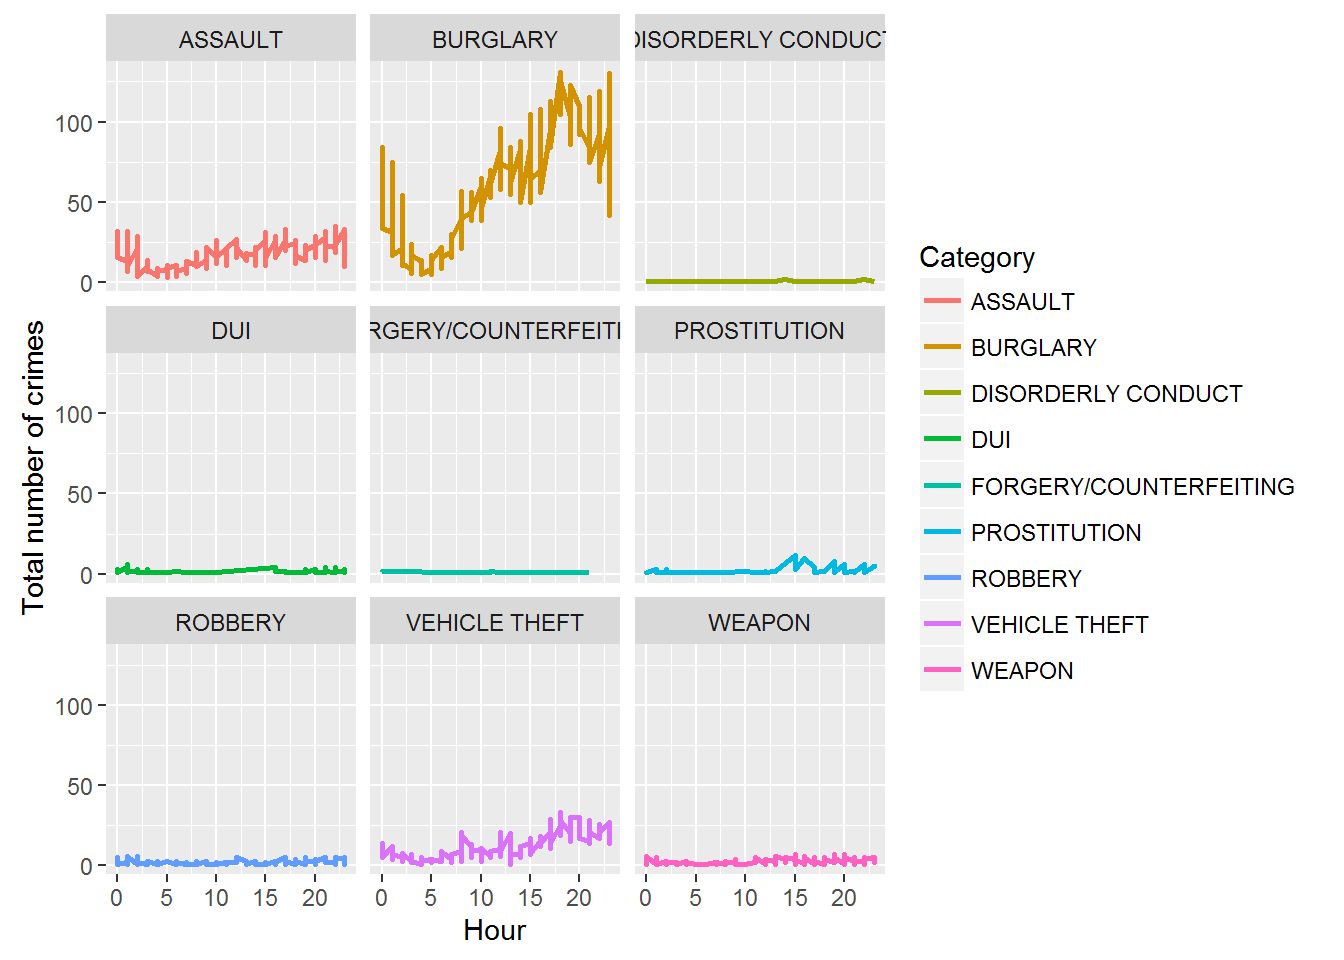 ASSAULT
BURGLARY
DISORDERLY CONDUCT
100
50
0
DUI
RGERY/COUNTERFEITI
PROSTITUTION
100
50
0
ROBBERY
VEHICLE THEFT
WEAPON
100
50
0
0 5 10 15 20
0 5 10 15 20
0 5 10 15 20
Hour
Total number of crimes
Category
ASSAULT
BURGLARY
DISORDERLY CONDUCT
DUI
FORGERY/COUNTERFEITING
PROSTITUTION
ROBBERY
VEHICLE THEFT
WEAPON